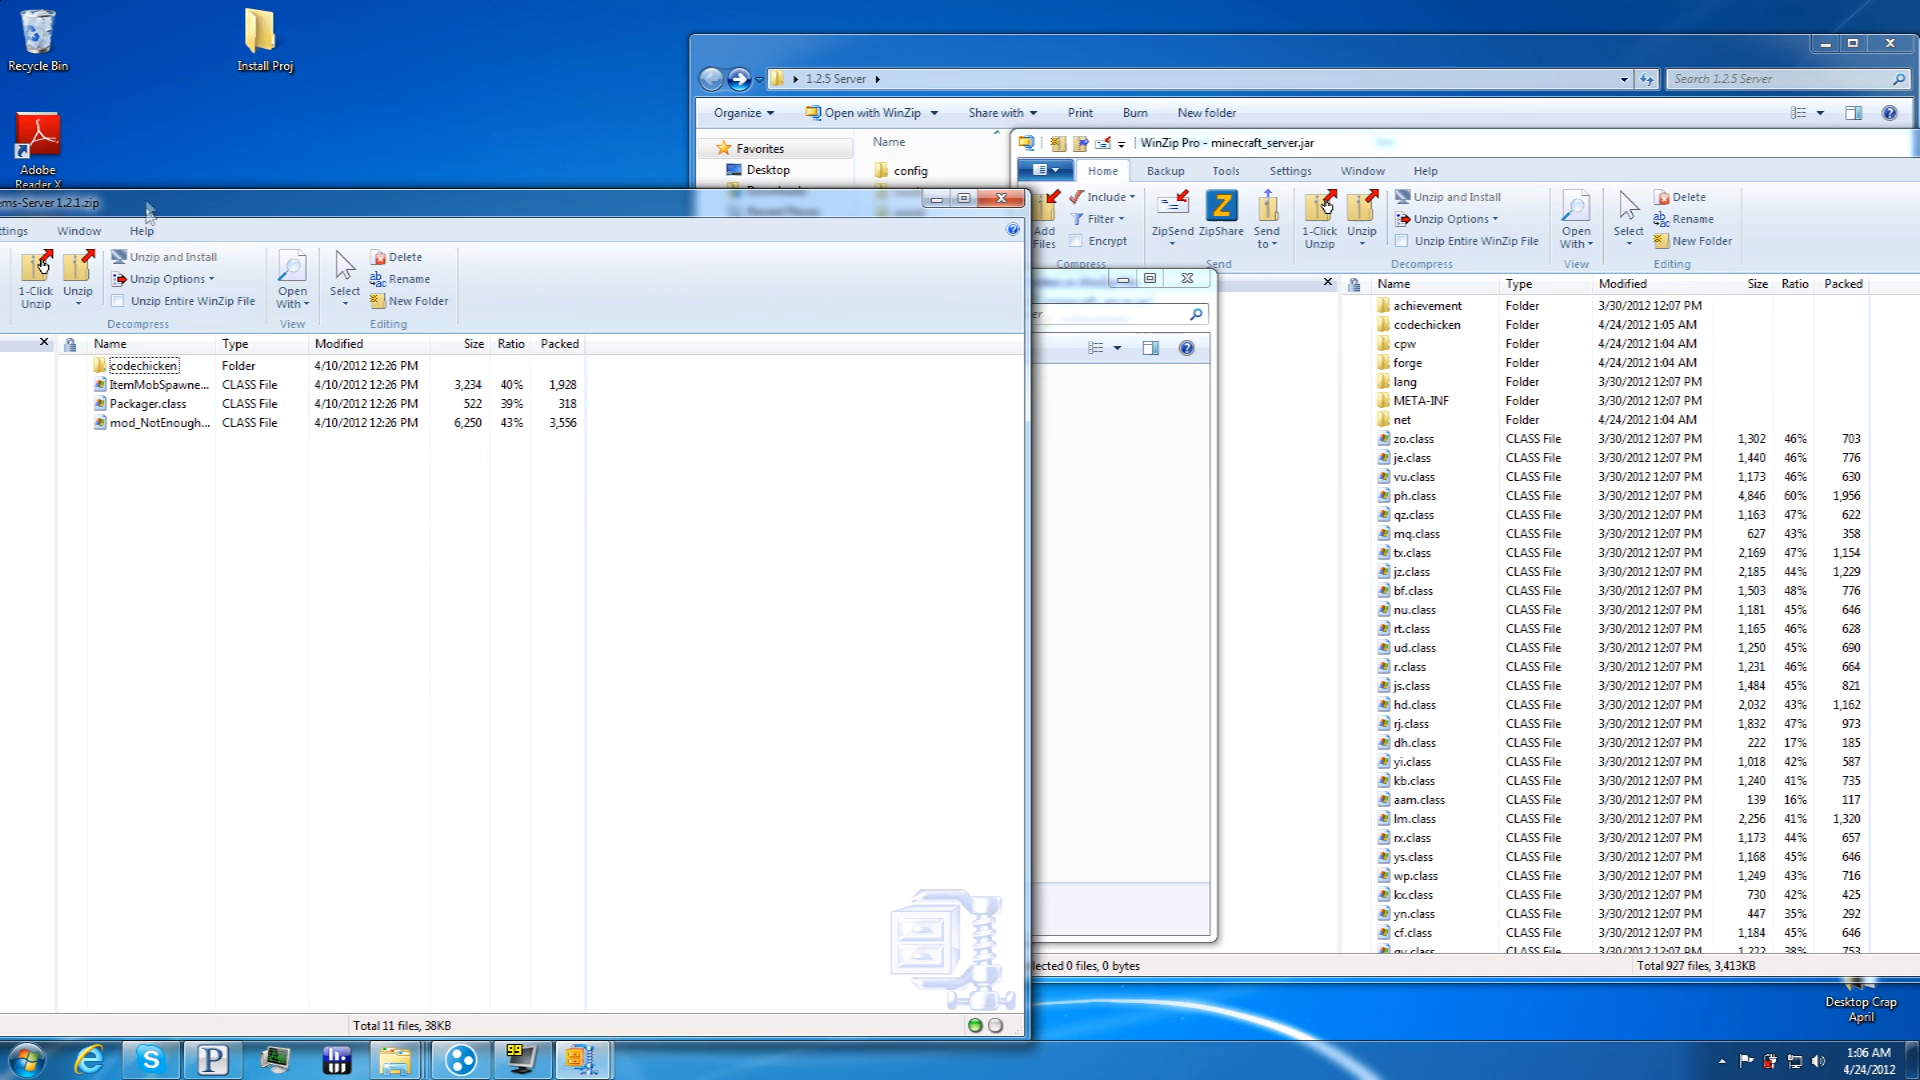 Recycle Bin
Install Proj
Adobe
Reader X
1.2.5 Server
Search 1.2.5 Server
Organize
Open with WinZip
Share with
Print
Burn
New folder
Favorites
Desktop
Name
config
WinZip Pro - minecraft_server.jar
Home
Backup
Tools
Settings
Window
Help
Add
Files
Include
Filter
Encrypt
Compress
ZipSend
ZipShare
Send
to
Send
1-Click
Unzip
Unzip
Unzip and Install
Unzip Options
Unzip Entire WinZip File
Decompress
Open
With
View
Select
Delete
Rename
New Folder
Editing
Name Type Modified Size Ratio Packed
achievement Folder 3/30/2012 12:07 PM
codechicken Folder 4/24/2012 1:05 AM
cpw Folder 4/24/2012 1:04 AM
forge Folder 4/24/2012 1:04 AM
lang Folder 3/30/2012 12:07 PM
META-INF Folder 3/30/2012 12:07 PM
net Folder 4/24/2012 1:04 AM
zo.class CLASS File 3/30/2012 12:07 PM 1,302 46% 703
je.class CLASS File 3/30/2012 12:07 PM 1,440 46% 776
vu.class CLASS File 3/30/2012 12:07 PM 1,173 46% 630
ph.class CLASS File 3/30/2012 12:07 PM 4,846 60% 1,956
qz.class CLASS File 3/30/2012 12:07 PM 1,163 47% 622
mq.class CLASS File 3/30/2012 12:07 PM 627 43% 358
tx.class CLASS File 3/30/2012 12:07 PM 2,169 47% 1,154
jz.class CLASS File 3/30/2012 12:07 PM 2,185 44% 1,229
bf.class CLASS File 3/30/2012 12:07 PM 1,503 48% 776
nu.class CLASS File 3/30/2012 12:07 PM 1,181 45% 646
rt.class CLASS File 3/30/2012 12:07 PM 1,165 46% 628
ud.class CLASS File 3/30/2012 12:07 PM 1,250 45% 690
r.class CLASS File 3/30/2012 12:07 PM 1,231 46% 664
js.class CLASS File 3/30/2012 12:07 PM 1,484 45% 821
hd.class CLASS File 3/30/2012 12:07 PM 2,032 43% 1,162
rj.class CLASS File 3/30/2012 12:07 PM 1,832 47% 973
dh.class CLASS File 3/30/2012 12:07 PM 222 17% 185
yi.class CLASS File 3/30/2012 12:07 PM 1,018 42% 587
kb.class CLASS File 3/30/2012 12:07 PM 1,240 41% 735
aam.class CLASS File 3/30/2012 12:07 PM 139 16% 117
lm.class CLASS File 3/30/2012 12:07 PM 2,256 41% 1,320
rx.class CLASS File 3/30/2012 12:07 PM 1,173 44% 657
ys.class CLASS File 3/30/2012 12:07 PM 1,168 45% 646
wp.class CLASS File 3/30/2012 12:07 PM 1,249 43% 716
kx.class CLASS File 3/30/2012 12:07 PM 730 42% 425
yn.class CLASS File 3/30/2012 12:07 PM 447 35% 292
cf.class CLASS File 3/30/2012 12:07 PM 1,184 45% 646
CLASS File 3/30/2012 12:07 PM 1,222 38% 753
lected 0 files, 0 bytes
Total 927 files, 3,413KB
ems-Server 1.2.1.zip
ttings
Window
Help
1-Click
Unzip
Unzip
Unzip and Install
Unzip Options
Unzip Entire WinZip File
Decompress
Open
With
View
Select
Delete
Rename
New Folder
Editing
Name Type Modified Size Ratio Packed
codechicken Folder 4/10/2012 12:26 PM
ItemMobSpawne... CLASS File 4/10/2012 12:26 PM 3,234 40% 1,928
Packager.class CLASS File 4/10/2012 12:26 PM 522 39% 318
mod_NotEnough... CLASS File 4/10/2012 12:26 PM 6,250 43% 3,556
Total 11 files, 38KB
Desktop Crap
April
99
1:06 AM
4/24/2012